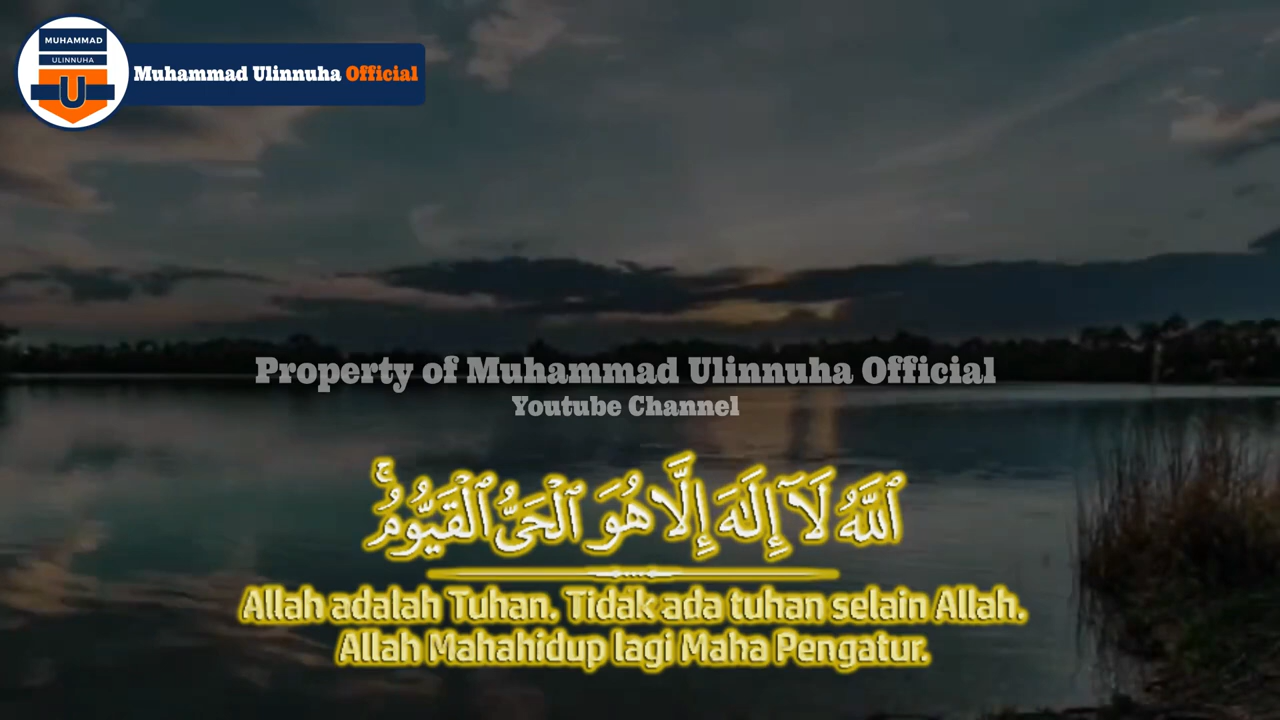 MUHAMMAD
ULINNUHA
U
Muhammad Ulinnuha Official
Property of Muhammad Ulinnuha Official
Youtube Channel
ٱللَّهُ لَآ إِلَٰهَ إِلَّا هُوَ ٱلْحَىُّ ٱلْقَيُّومُ ۚ
Allah adalah Tuhan. Tidak ada tuhan selain Allah.
Allah Mahahidup lagi Maha Pengatur.